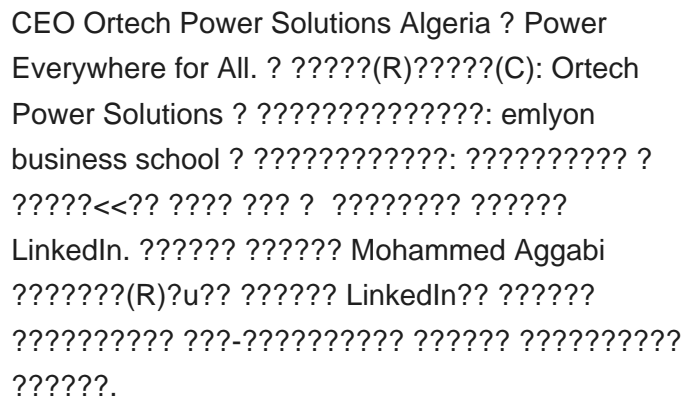 CEO Ortech Power Solutions Algeria ? Power
Everywhere for All. ? ?????(R)?????(C): Ortech
Power Solutions ? ??????????????: emlyon
business school ? ????????????: ?????????? ?
?????<<?? ???? ??? ?  ???????? ??????
LinkedIn. ?????? ?????? Mohammed Aggabi
???????(R)?u?? ?????? LinkedIn?? ??????
?????????? ???-?????????? ?????? ??????????
??????.